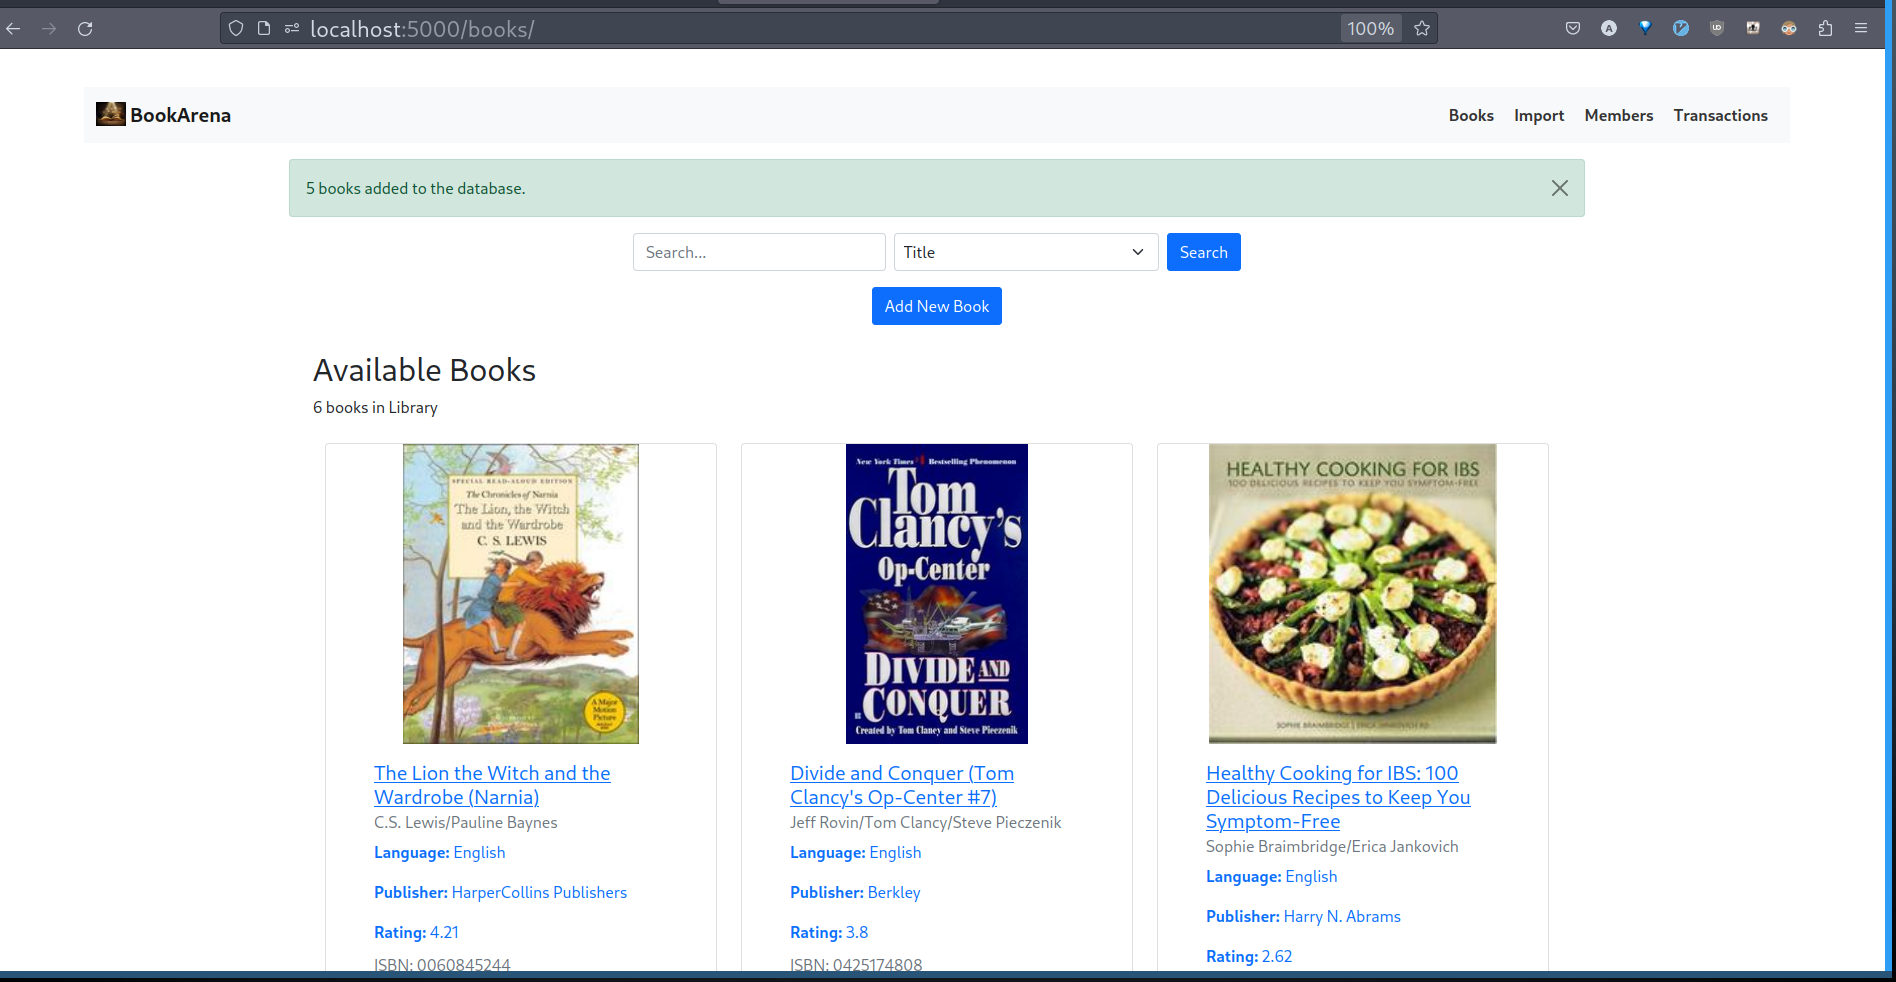 localhost:5000/books/
100%
BookArena
Books Import Members Transactions
5 books added to the database.
Search...
Title
Search
Add New Book
Available Books
6 books in Library
SPECIAL READ-ALOUD EDITION
The Chronicles of Narnia
The Lion, the Witch
and the Wardrobe
C. S. LEWIS
A Major
Motion
Picture
The Lion the Witch and the
Wardrobe (Narnia)
C.S. Lewis/Pauline Baynes
Language: English
Publisher: HarperCollins Publishers
Rating: 4.21
ISBN: 0060845244
New York Times #1 Bestselling Phenomenon
Tom
Clancy's
Op-Center
DIVIDE AND
CONQUER
Created by Tom Clancy and Steve Pieczenik
Divide and Conquer (Tom
Clancy's Op-Center #7)
Jeff Rovin/Tom Clancy/Steve Pieczenik
Language: English
Publisher: Berkley
Rating: 3.8
ISBN: 0425174808
HEALTHY COOKING FOR IBS
100 DELICIOUS RECIPES TO KEEP YOU SYMPTOM-FREE
SOPHIE BRAIMBRIDGE | ERICA JANKOVICH
Healthy Cooking for IBS: 100
Delicious Recipes to Keep You
Symptom-Free
Sophie Braimbridge/Erica Jankovich
Language: English
Publisher: Harry N. Abrams
Rating: 2.62